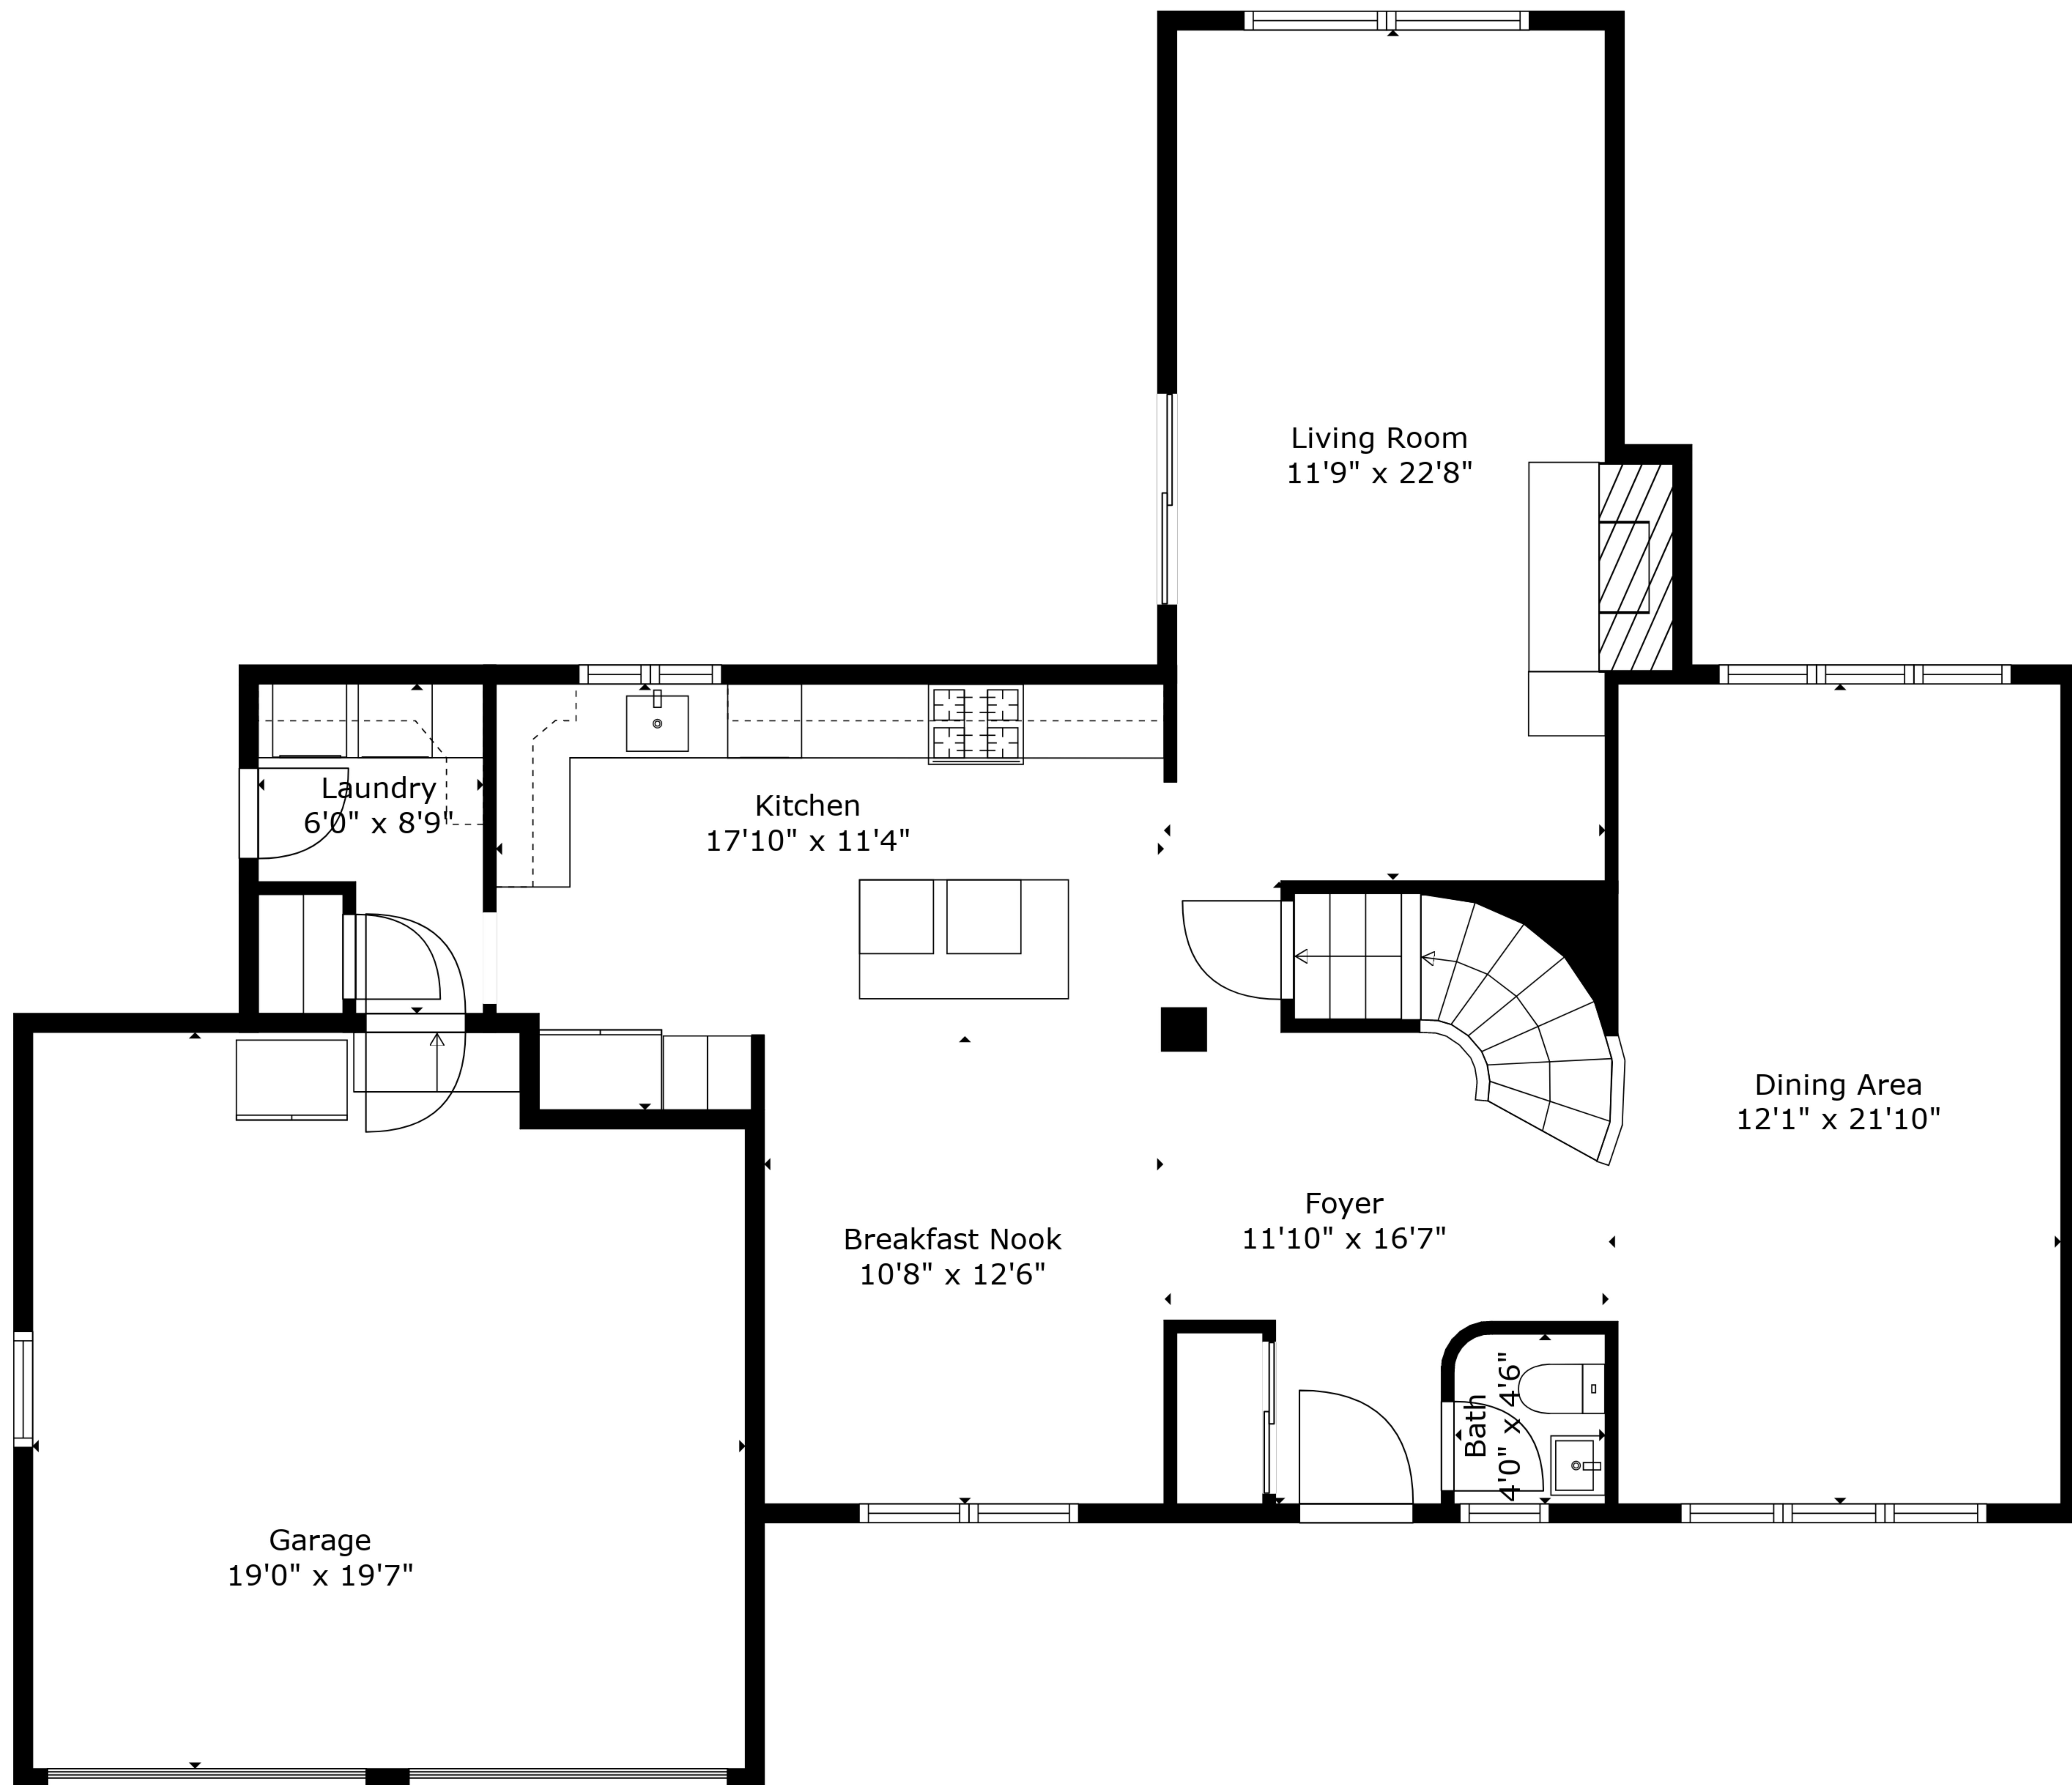 Living Room
11'9" x 22'8"
Laundry
6'0" x 8'9"
Kitchen
17'10" x 11'4"
Dining Area
12'1" x 21'10"
Foyer
11'10" x 16'7"
Breakfast Nook
10'8" x 12'6"
Bath
4'0" x 4'6"
Garage
19'0" x 19'7"